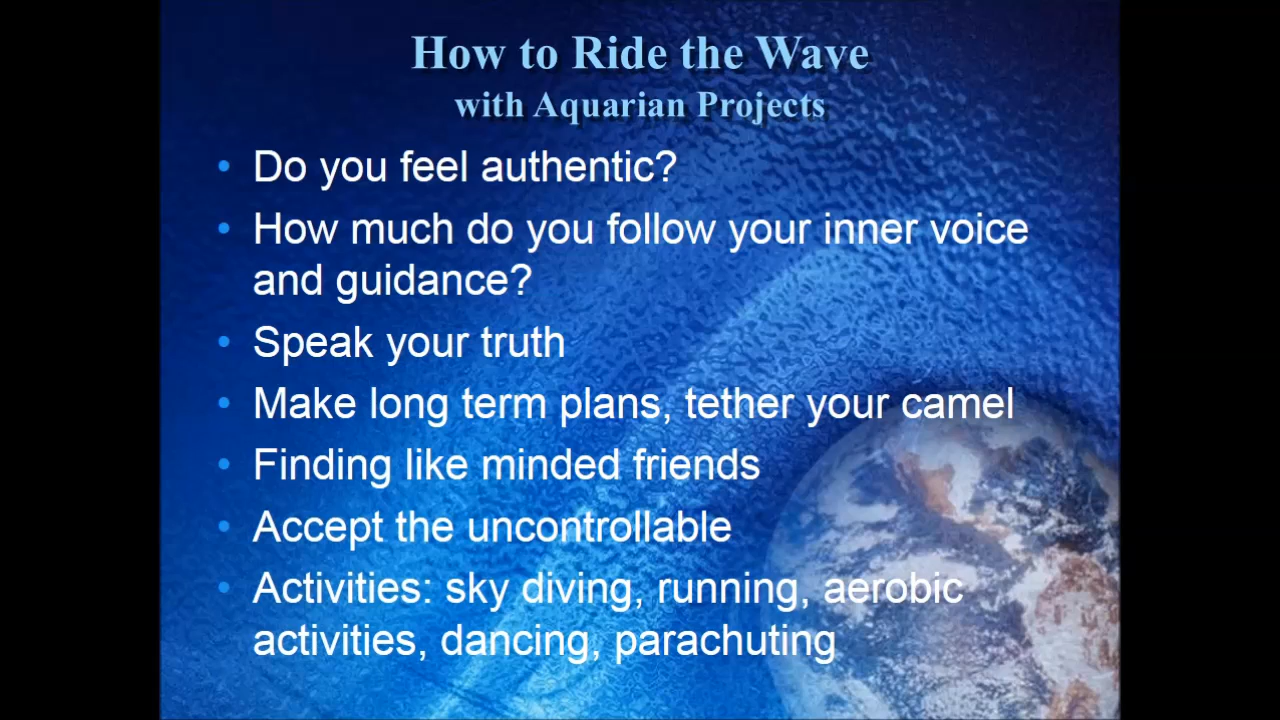 How to Ride the Wave
with Aquarian Projects
• Do you feel authentic?
• How much do you follow your inner voice
and guidance?
• Speak your truth
• Make long term plans, tether your camel
• Finding like minded friends
• Accept the uncontrollable
• Activities: sky diving, running, aerobic
activities, dancing, parachuting